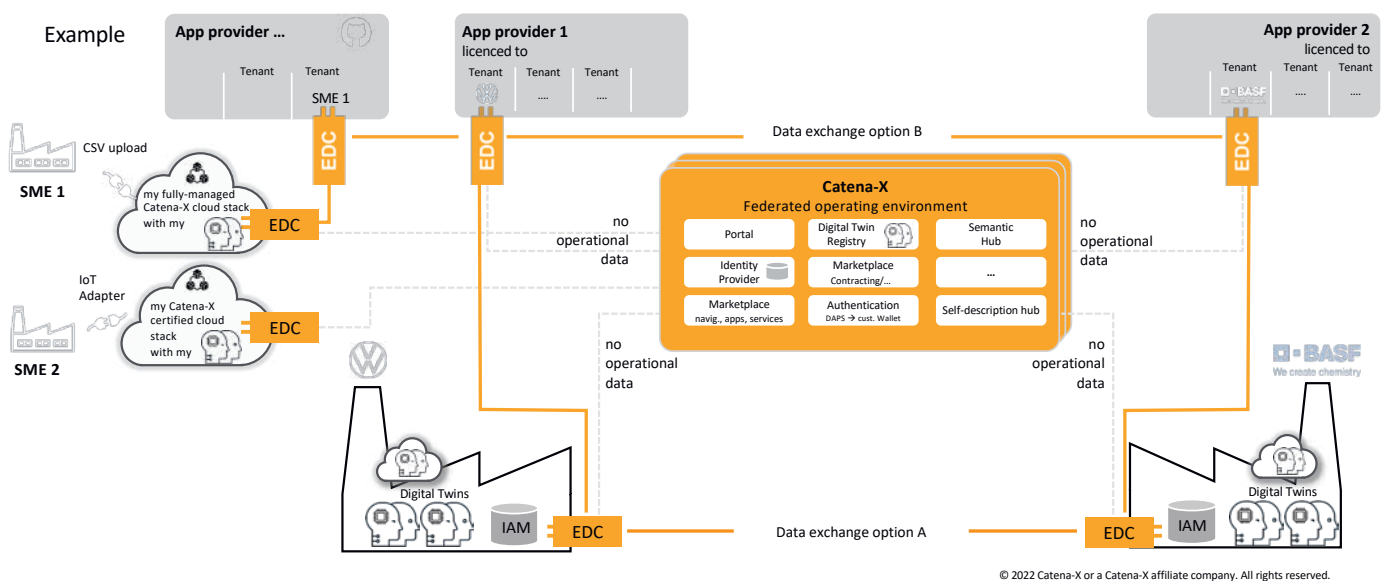 Example
App provider …
Tenant
Tenant
SME 1
App provider 1
licenced to
Tenant
Tenant
Tenant
....
....
App provider 2
licenced to
Tenant
Tenant
Tenant
BASF
....
....
EDC
EDC
Data exchange option B
EDC
SME 1
CSV upload
my fully-managed
Catena-X cloud stack
with my
EDC
Catena-X
Federated operating environment
Portal
Digital Twin
Registry
Semantic
Hub
Identity
Provider
Marketplace
Contracting/…
…
Marketplace
navig., apps, services
Authentication
DAPS → cust. Wallet
Self-description hub
no
operational
data
no
operational
data
IoT
Adapter
my Catena-X
certified cloud
stack
with my
EDC
SME 2
no
operational
data
no
operational
data
BASF
We create chemistry
Digital Twins
IAM
EDC
Data exchange option A
EDC
IAM
Digital Twins
© 2022 Catena-X or a Catena-X affiliate company. All rights reserved.